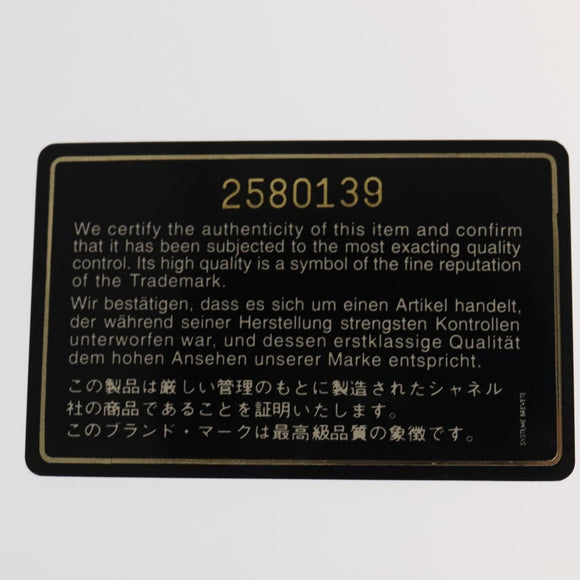 2580139
We certify the authenticity of this item and confirm
that it has been subjected to the most exacting quality
control. Its high quality is a symbol of the fine reputation
of the Trademark.
Wir bestätigen, dass es sich um einen Artikel handelt,
der während seiner Herstellung strengsten Kontrollen
unterworfen war, und dessen erstklassige Qualität
dem hohen Ansehen unserer Marke entspricht.
この製品は厳しい管理のもとに製造されたシャネル
社の商品であることを証明いたします。
このブランド・マークは最高級品質の象徴です。
SYSTEME BREVETE